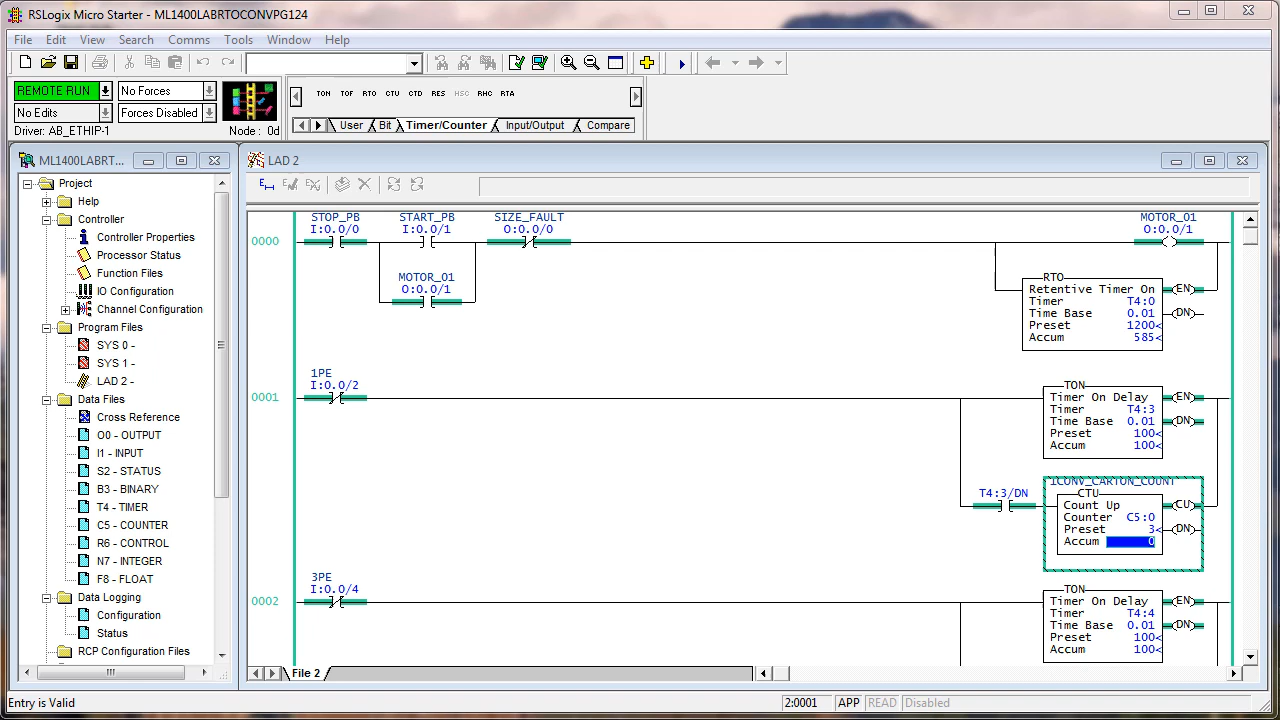 RSLogix Micro Starter - ML1400LABRTOCONVPG124
File Edit View Search Comms Tools Window Help
REMOTE RUN No Forces
No Edits Forces Disabled
Driver: AB_ETHIP-1 Node : 0d
TON TOF RTO CTU CTD RES HSC RHC RTA
User Bit Timer/Counter Input/Output Compare
ML1400LABRT...
Project
Help
Controller
Controller Properties
Processor Status
Function Files
IO Configuration
Channel Configuration
Program Files
SYS 0 -
SYS 1 -
LAD 2 -
Data Files
Cross Reference
O0 - OUTPUT
I1 - INPUT
S2 - STATUS
B3 - BINARY
T4 - TIMER
C5 - COUNTER
R6 - CONTROL
N7 - INTEGER
F8 - FLOAT
Data Logging
Configuration
Status
RCP Configuration Files
LAD 2
STOP_PB START_PB SIZE_FAULT MOTOR_01
I:0.0/0 I:0.0/1 O:0.0/0 O:0.0/1
0000
MOTOR_01
O:0.0/1
RTO
Retentive Timer On EN
Timer T4:0
Time Base 0.01 DN
Preset 1200<
Accum 585<
1PE
I:0.0/2
0001
TON
Timer On Delay EN
Timer T4:3
Time Base 0.01 DN
Preset 100<
Accum 100<
1CONV_CARTON_COUNT
T4:3/DN CTU
Count Up CU
Counter C5:0
Preset 3< DN
Accum 0
3PE
I:0.0/4
0002
TON
Timer On Delay EN
Timer T4:4
Time Base 0.01 DN
Preset 100<
Accum 100<
File 2
Entry is Valid 2:0001 APP READ Disabled